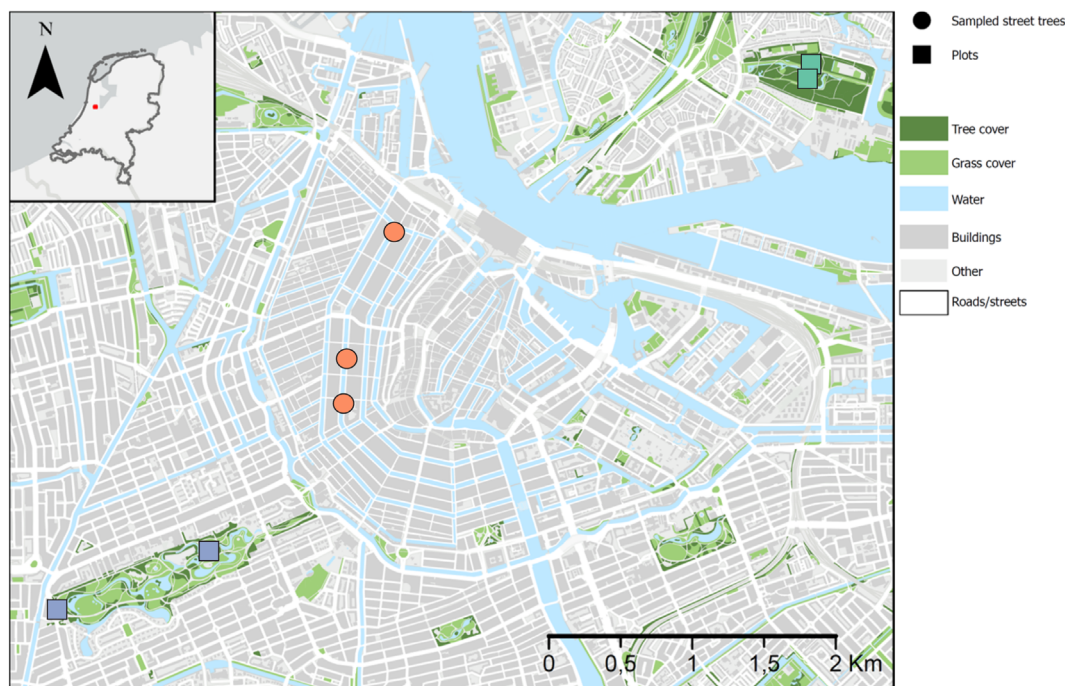 N
Sampled street trees
Plots
Tree cover
Grass cover
Water
Buildings
Other
Roads/streets
0 0,5 1 1,5 2 Km